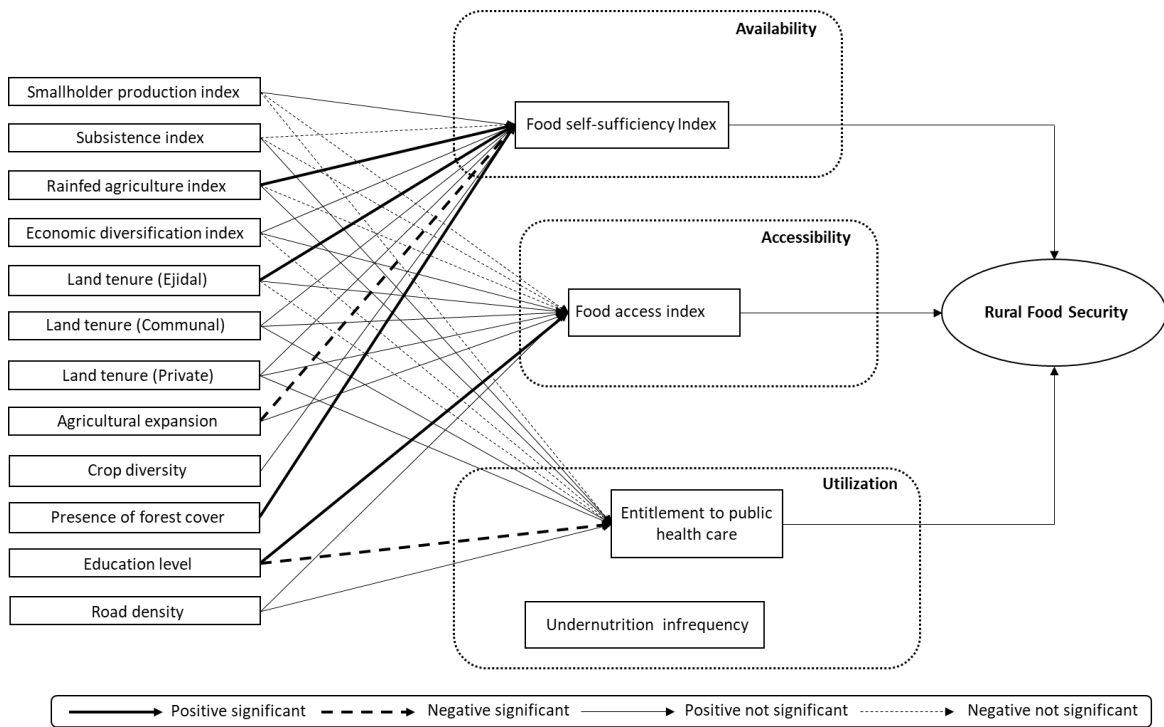 Availability
Smallholder production index
Food self-sufficiency Index
Subsistence index
Rainfed agriculture index
Economic diversification index
Accessibility
Land tenure (Ejidal)
Food access index
Rural Food Security
Land tenure (Communal)
Land tenure (Private)
Agricultural expansion
Crop diversity
Utilization
Presence of forest cover
Entitlement to public
health care
Education level
Road density
Undernutrition infrequency
Positive significant
Negative significant
Positive not significant
Negative not significant